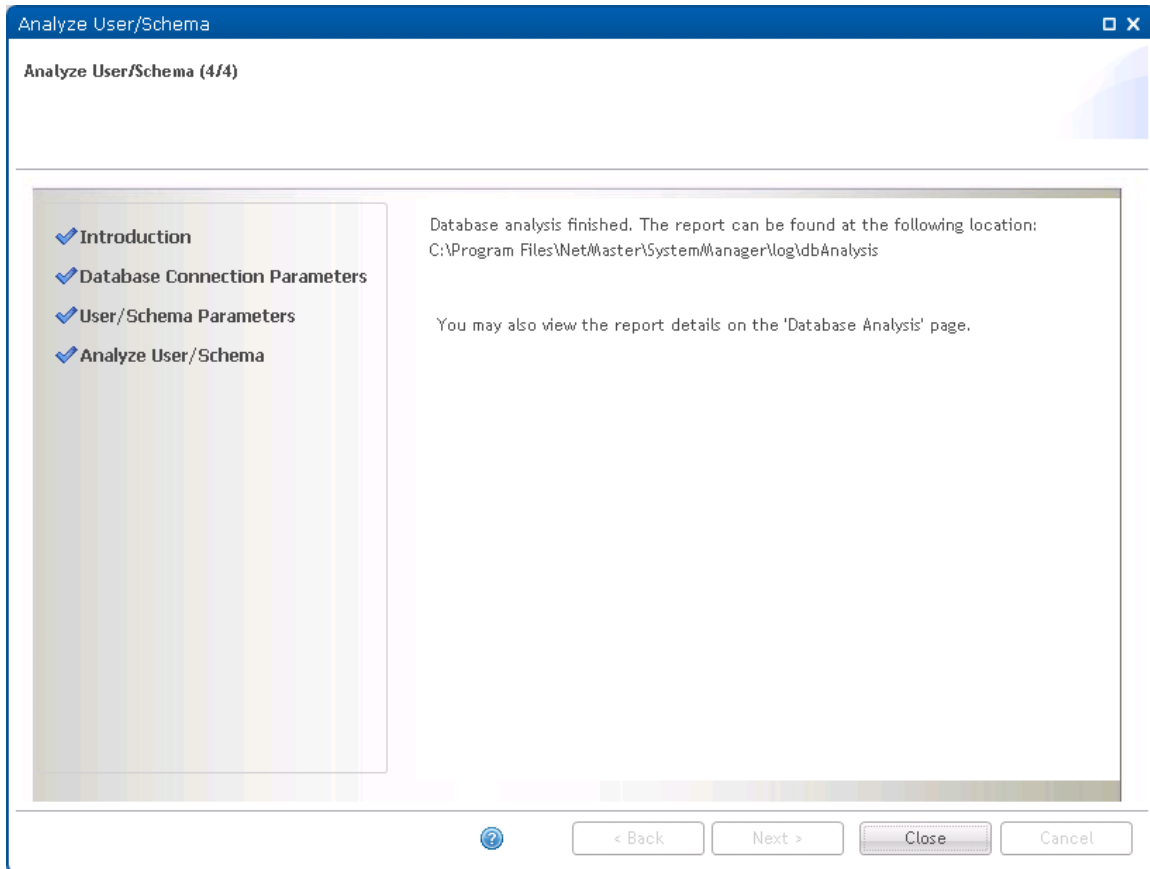 Analyze User/Schema
Analyze User/Schema (4/4)
Introduction
Database Connection Parameters
User/Schema Parameters
Analyze User/Schema
Database analysis finished. The report can be found at the following location:
C:\Program Files\NetMaster\SystemManager\log\dbAnalysis
You may also view the report details on the 'Database Analysis' page.
?
< Back
Next >
Close
Cancel